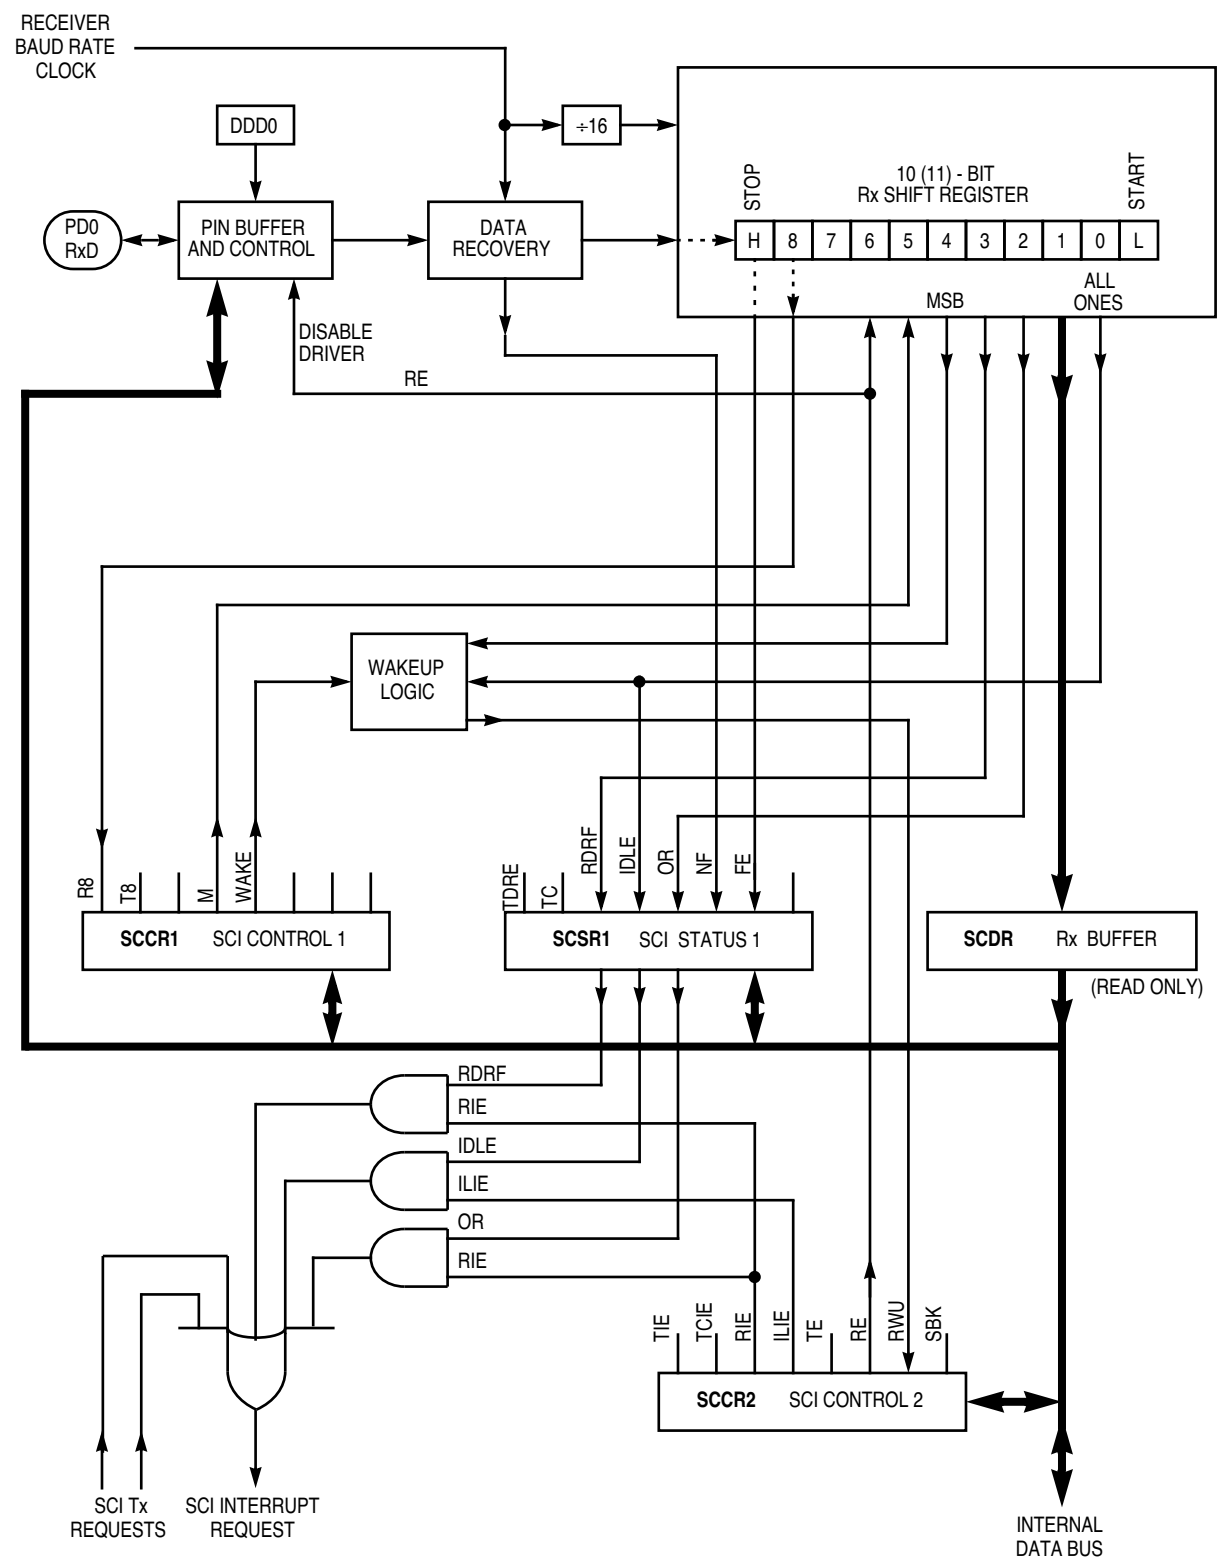 RECEIVER
BAUD RATE
CLOCK
DDD0
÷16
PD0
RxD
PIN BUFFER
AND CONTROL
DATA
RECOVERY
STOP
10 (11) - BIT
Rx SHIFT REGISTER
START
H 8 7 6 5 4 3 2 1 0 L
MSB
ALL
ONES
DISABLE
DRIVER
RE
WAKEUP
LOGIC
R8
T8
M
WAKE
TDRE
TC
RDRF
IDLE
OR
NF
FE
SCCR1 SCI CONTROL 1
SCSR1 SCI STATUS 1
SCDR Rx BUFFER
(READ ONLY)
RDRF
RIE
IDLE
ILIE
OR
RIE
TIE
TCIE
RIE
ILIE
TE
RE
RWU
SBK
SCCR2 SCI CONTROL 2
SCI Tx
REQUESTS
SCI INTERRUPT
REQUEST
INTERNAL
DATA BUS